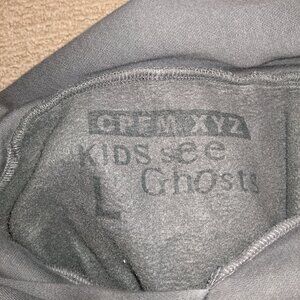 CPFM XYZ
KIDS see
L Ghosts